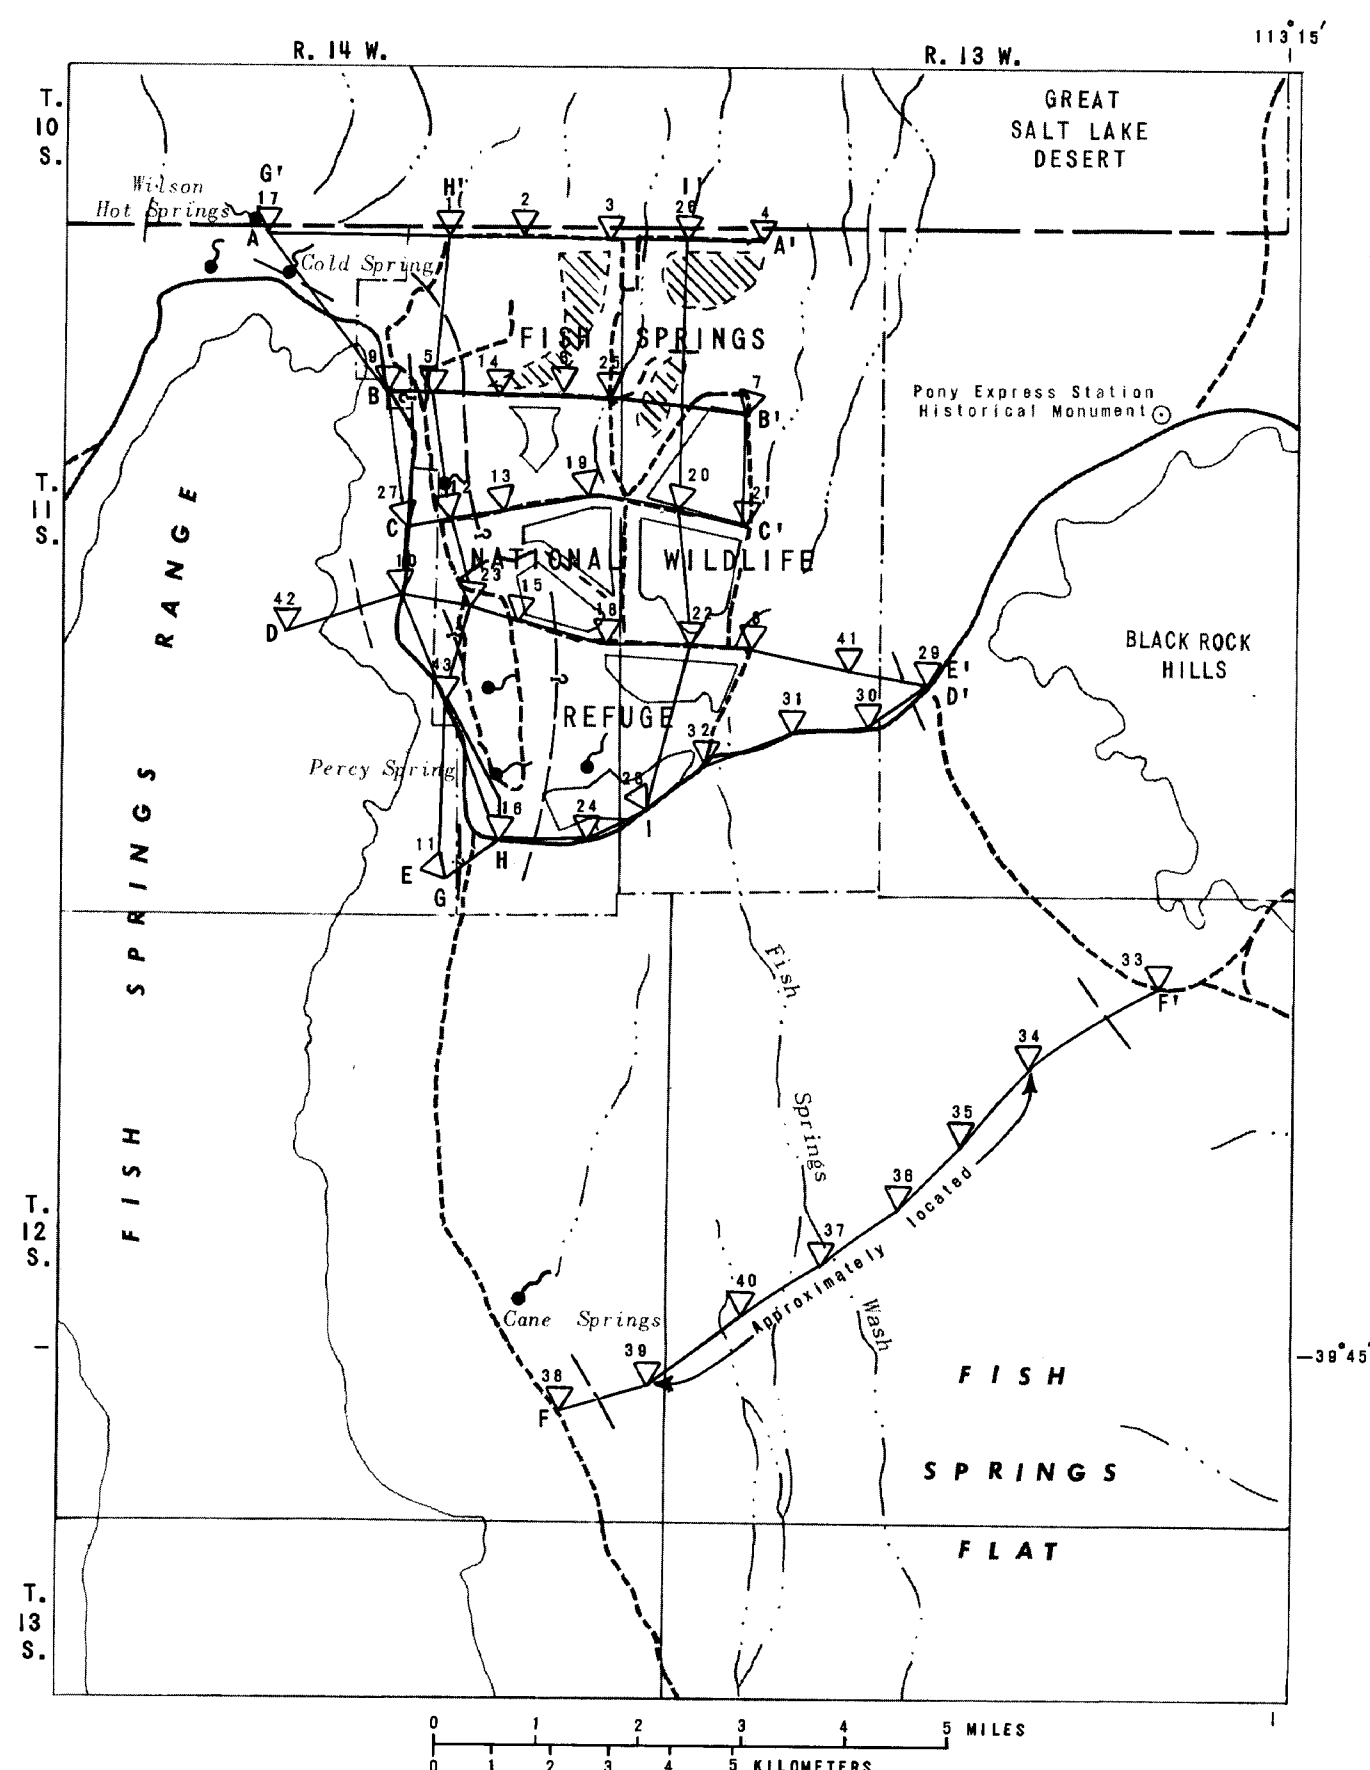 113°15'
R. 14 W.
R. 13 W.
T.
10
S.
GREAT
SALT LAKE
DESERT
Wilson
Hot Springs
G'
17
H'
1
2
3
I'
26
4
A
A'
Cold Spring
FISH SPRINGS
9
5
14
6
25
7
B
B'
Pony Express Station
Historical Monument
T.
11
S.
27
12
13
19
20
21
C
C'
NATIONAL WILDLIFE
10
23
15
18
22
8
41
29
E'
D'
42
D
43
31
30
32
BLACK ROCK
HILLS
REFUGE
Percy Spring
28
16
24
11
E
H
G
FISH SPRINGS RANGE
33
F'
34
35
36
37
40
39
38
F
Fish Springs Wash
Approximately located
Cane Springs
T.
12
S.
39°45'
FISH
SPRINGS
FLAT
T.
13
S.
0 1 2 3 4 5 MILES
0 1 2 3 4 5 KILOMETERS